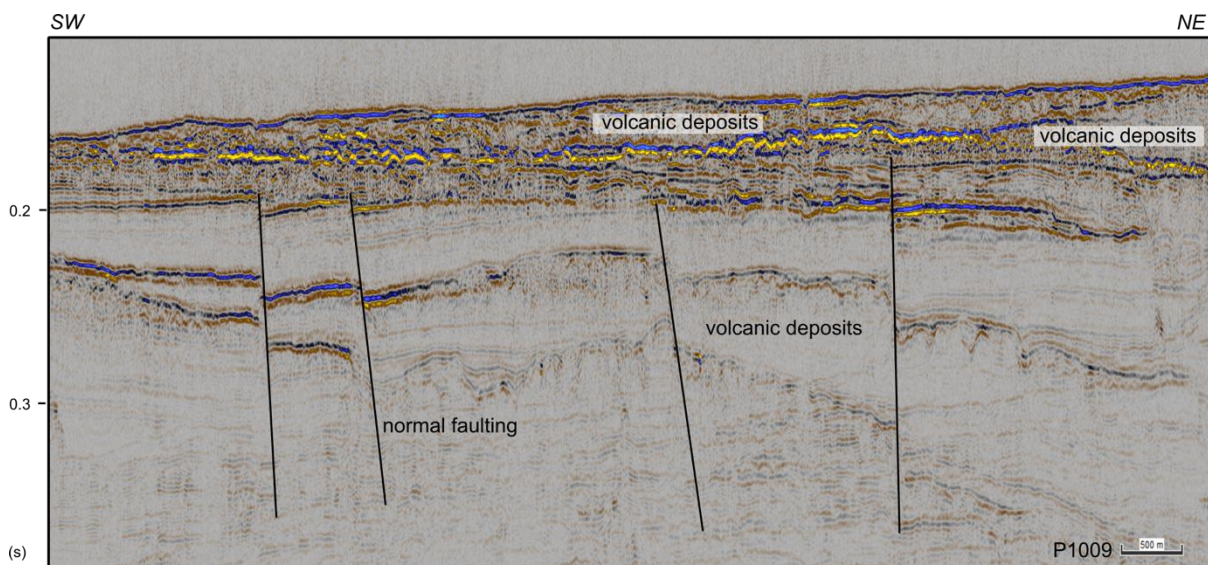 SW
NE
volcanic deposits
volcanic deposits
0.2
volcanic deposits
0.3
normal faulting
(s)
P1009
500 m